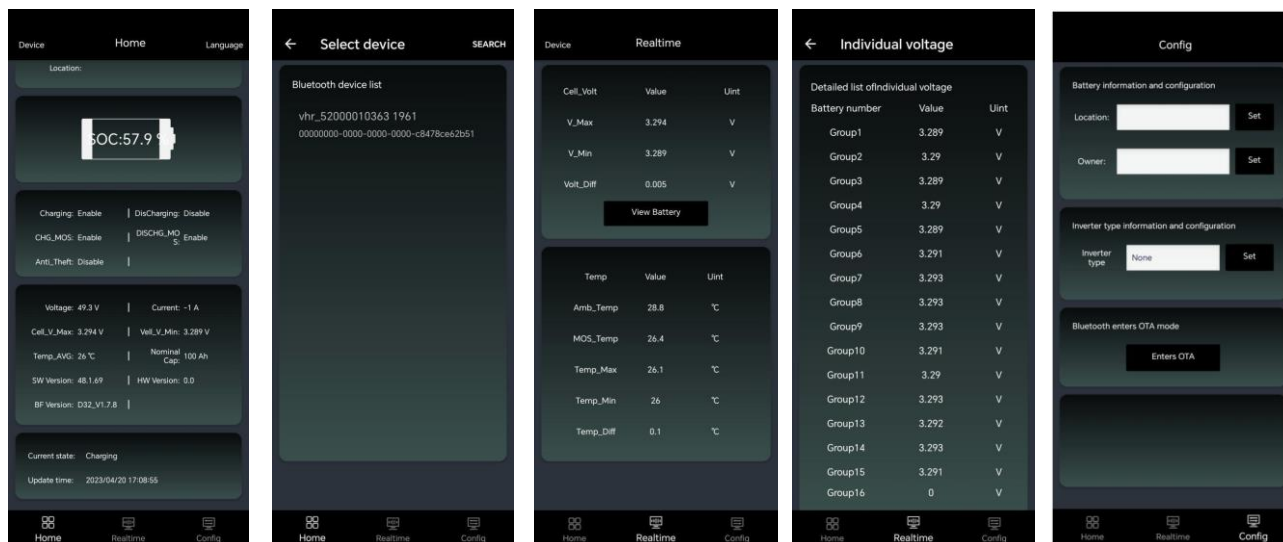 Device Home Language
Location:
SOC:57.9 %
Charging: Enable | DisCharging: Disable
CHG_MOS: Enable | DISCHG_MO
S: Enable
Anti_Theft: Disable |
Voltage: 49.3 V | Current: -1 A
Cell_V_Max: 3.294 V | Vell_V_Min: 3.289 V
Temp_AVG: 26 ℃ | Nominal
Cap: 100 Ah
SW Version: 48.1.69 | HW Version: 0.0
BF Version: D32_V1.7.8 |
Current state: Charging
Update time: 2023/04/20 17:08:55
Home Realtime Config
← Select device SEARCH
Bluetooth device list
vhr_52000010363 1961
00000000-0000-0000-0000-c8478ce62b51
Home Realtime Config
Device Realtime
Cell_Volt Value Uint
V_Max 3.294 V
V_Min 3.289 V
Volt_Diff 0.005 V
View Battery
Temp Value Uint
Amb_Temp 28.8 ℃
MOS_Temp 26.4 ℃
Temp_Max 26.1 ℃
Temp_Min 26 ℃
Temp_Diff 0.1 ℃
Home Realtime Config
← Individual voltage
Detailed list ofIndividual voltage
Battery number Value Uint
Group1 3.289 V
Group2 3.29 V
Group3 3.289 V
Group4 3.29 V
Group5 3.289 V
Group6 3.291 V
Group7 3.293 V
Group8 3.293 V
Group9 3.293 V
Group10 3.291 V
Group11 3.29 V
Group12 3.293 V
Group13 3.292 V
Group14 3.293 V
Group15 3.291 V
Group16 0 V
Home Realtime Config
Config
Battery information and configuration
Location: Set
Owner: Set
Inverter type information and configuration
Inverter
type None Set
Bluetooth enters OTA mode
Enters OTA
Home Realtime Config